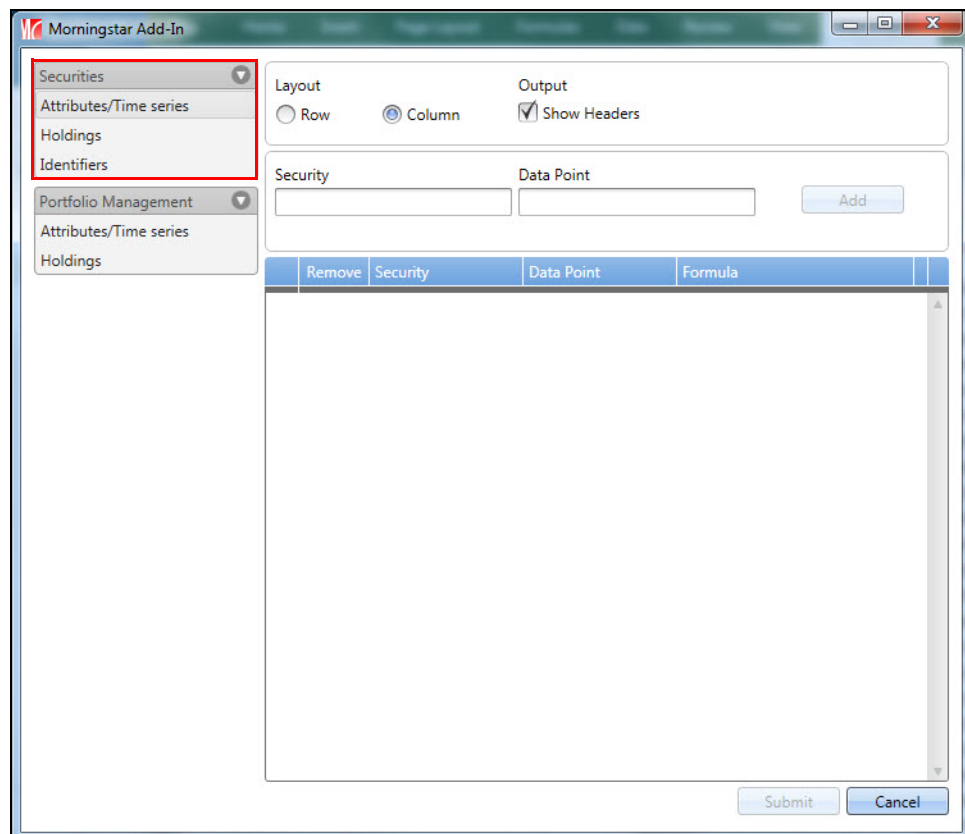 Morningstar Add-In
Securities
Attributes/Time series
Holdings
Identifiers
Portfolio Management
Attributes/Time series
Holdings
Layout
Row
Column
Output
Show Headers
Security
Data Point
Add
Remove Security Data Point Formula
Submit
Cancel